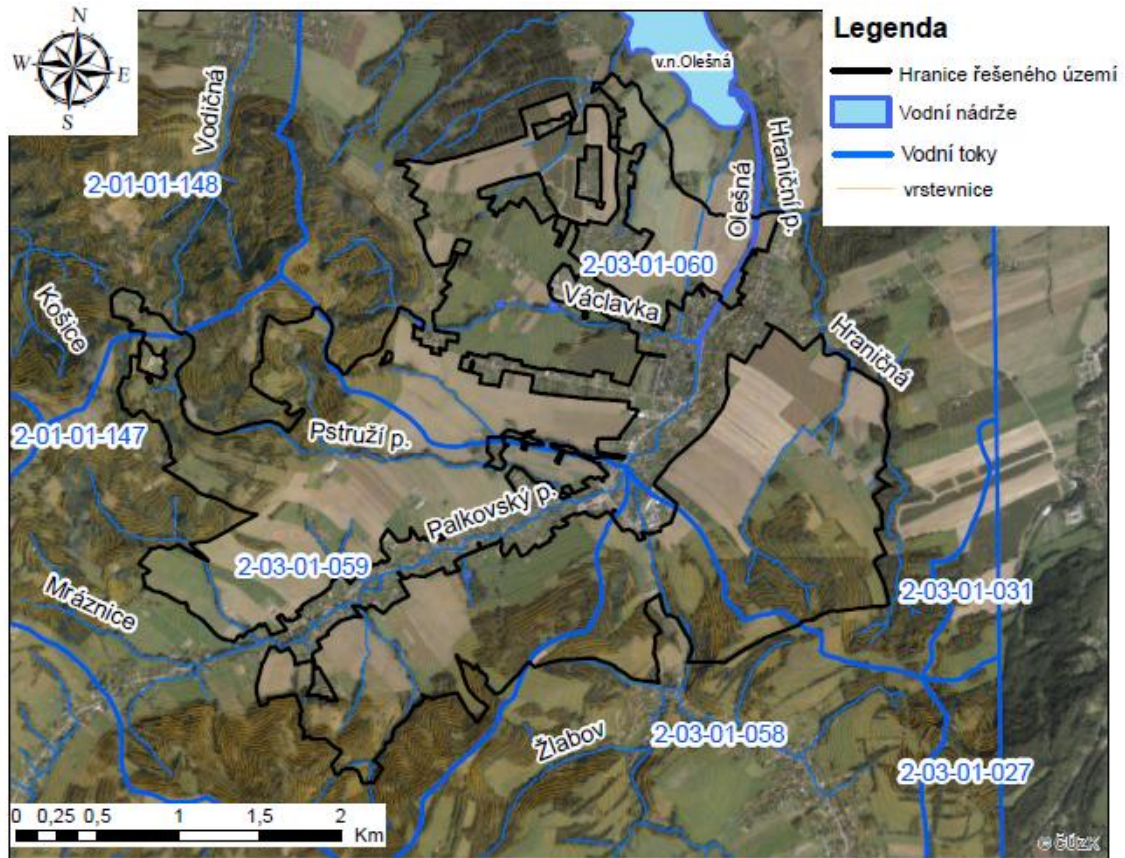 N
W
E
S
Legenda
Hranice řešeného území
Vodní nádrže
Vodní toky
vrstevnice
v.n.Olešná
Vodičná
Hraniční p.
Olešná
2-01-01-148
2-03-01-060
Václavka
Košice
Hraničná
2-01-01-147
Pstruží p.
Palkovský p.
2-03-01-059
Mráznice
2-03-01-031
Žlabov
2-03-01-058
2-03-01-027
0 0,25 0,5 1 1,5 2
Km
© ČÚZK